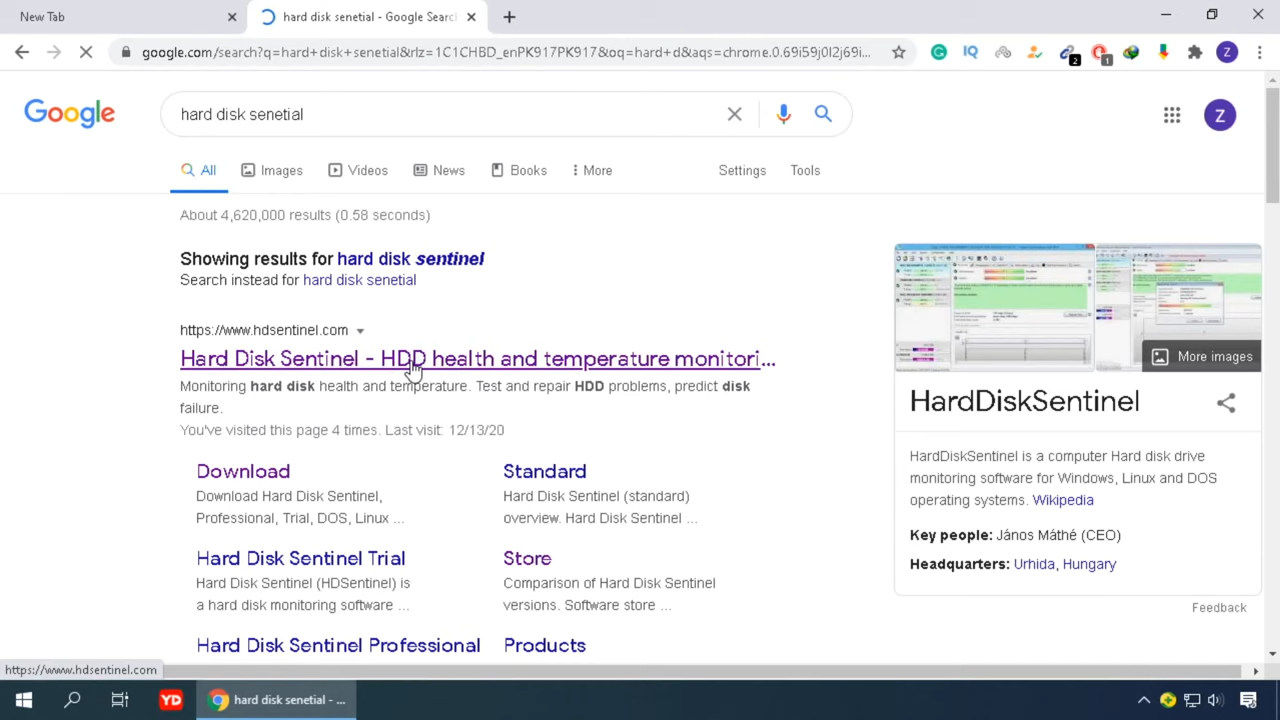 New Tab
hard disk senetial - Google Search
google.com/search?q=hard+disk+senetial&rlz=1C1CHBD_enPK917PK917&oq=hard+d&aqs=chrome.0.69i59j0l2j69i...
2
1
Z
Google
hard disk senetial
Z
All
Images
Videos
News
Books
More
Settings
Tools
About 4,620,000 results (0.58 seconds)
Showing results for hard disk sentinel
Search instead for hard disk senetial
https://www.hdsentinel.com
Hard Disk Sentinel - HDD health and temperature monitori...
Monitoring hard disk health and temperature. Test and repair HDD problems, predict disk
failure.
You've visited this page 4 times. Last visit: 12/13/20
Download
Download Hard Disk Sentinel,
Professional, Trial, DOS, Linux ...
Standard
Hard Disk Sentinel (standard)
overview. Hard Disk Sentinel ...
Hard Disk Sentinel Trial
Hard Disk Sentinel (HDSentinel) is
a hard disk monitoring software ...
Store
Comparison of Hard Disk Sentinel
versions. Software store ...
Hard Disk Sentinel Professional
Products
More images
HardDiskSentinel
HardDiskSentinel is a computer Hard disk drive
monitoring software for Windows, Linux and DOS
operating systems. Wikipedia
Key people: János Máthé (CEO)
Headquarters: Urhida, Hungary
Feedback
https://www.hdsentinel.com
YD
hard disk senetial - ...